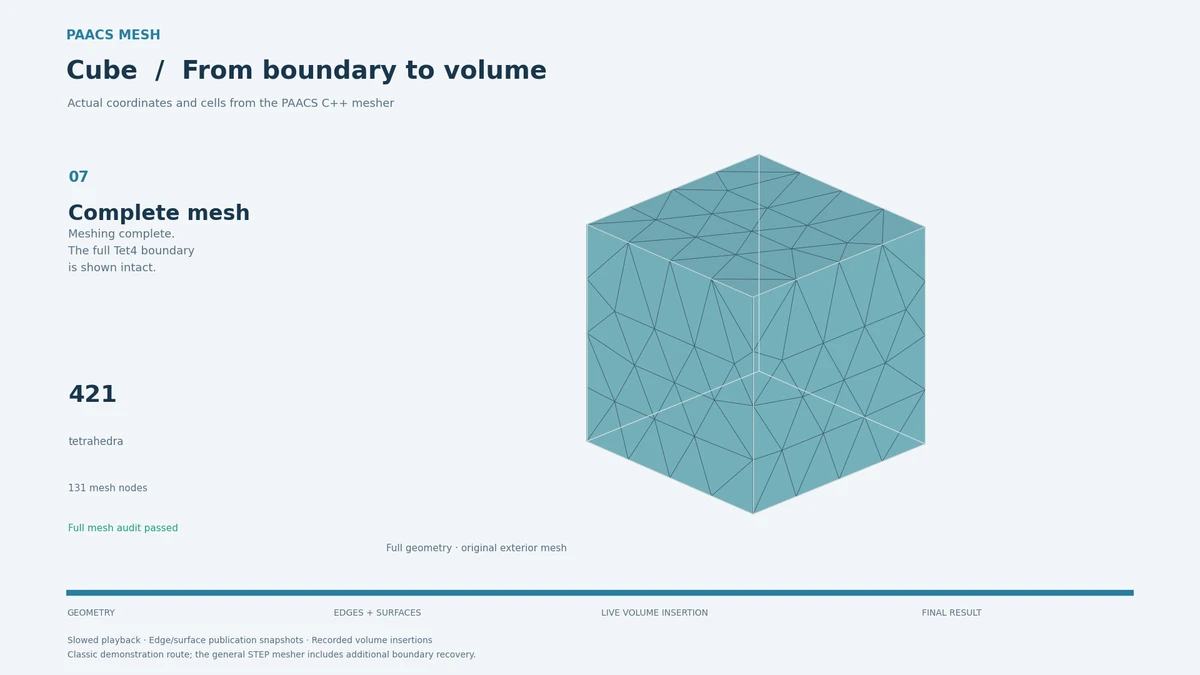 PAACS MESH
Cube / From boundary to volume
Actual coordinates and cells from the PAACS C++ mesher
07
Complete mesh
Meshing complete.
The full Tet4 boundary
is shown intact.
421
tetrahedra
131 mesh nodes
Full mesh audit passed
Full geometry · original exterior mesh
GEOMETRY
EDGES + SURFACES
LIVE VOLUME INSERTION
FINAL RESULT
Slowed playback · Edge/surface publication snapshots · Recorded volume insertions
Classic demonstration route; the general STEP mesher includes additional boundary recovery.